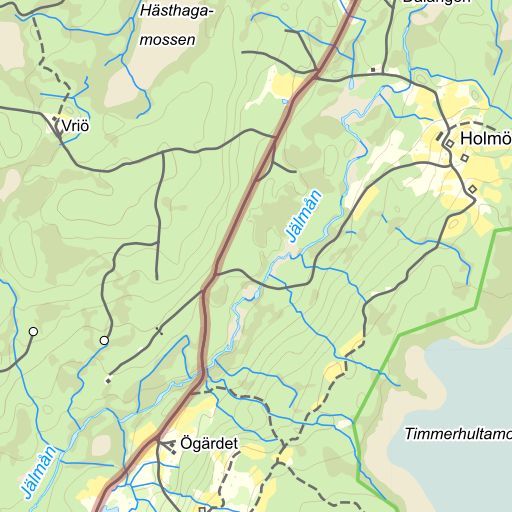 Hästhaga-
mossen
Vriö
Holmö
Jälmån
Timmerhultamo
Ögärdet
Jälmån